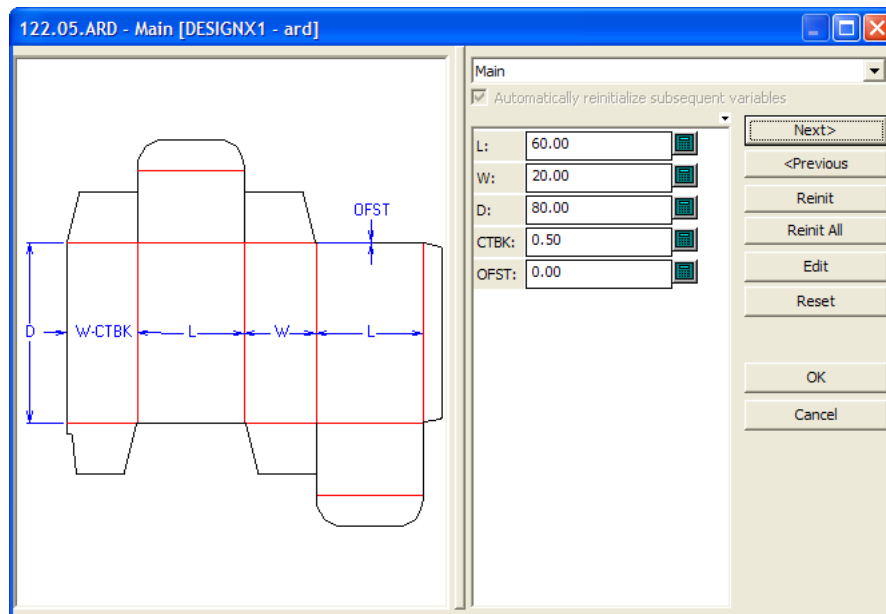 122.05.ARD - Main [DESIGNX1 - ard]
OFST
D
W-CTBK
L
W
L
Main
Automatically reinitialize subsequent variables
L: 60.00
W: 20.00
D: 80.00
CTBK: 0.50
OFST: 0.00
Next>
<Previous
Reinit
Reinit All
Edit
Reset
OK
Cancel